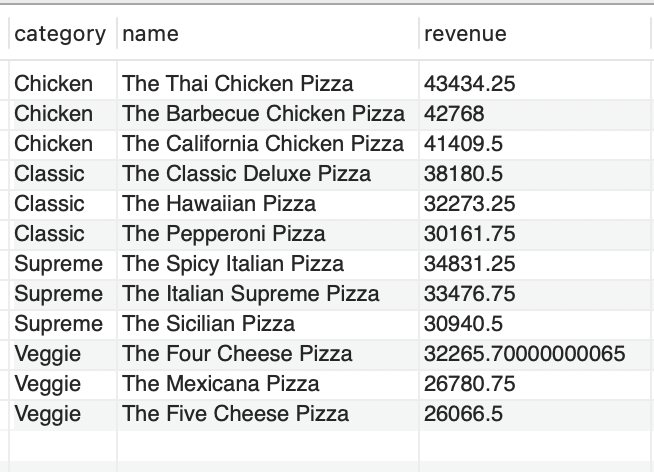 category name revenue
Chicken The Thai Chicken Pizza 43434.25
Chicken The Barbecue Chicken Pizza 42768
Chicken The California Chicken Pizza 41409.5
Classic The Classic Deluxe Pizza 38180.5
Classic The Hawaiian Pizza 32273.25
Classic The Pepperoni Pizza 30161.75
Supreme The Spicy Italian Pizza 34831.25
Supreme The Italian Supreme Pizza 33476.75
Supreme The Sicilian Pizza 30940.5
Veggie The Four Cheese Pizza 32265.70000000065
Veggie The Mexicana Pizza 26780.75
Veggie The Five Cheese Pizza 26066.5